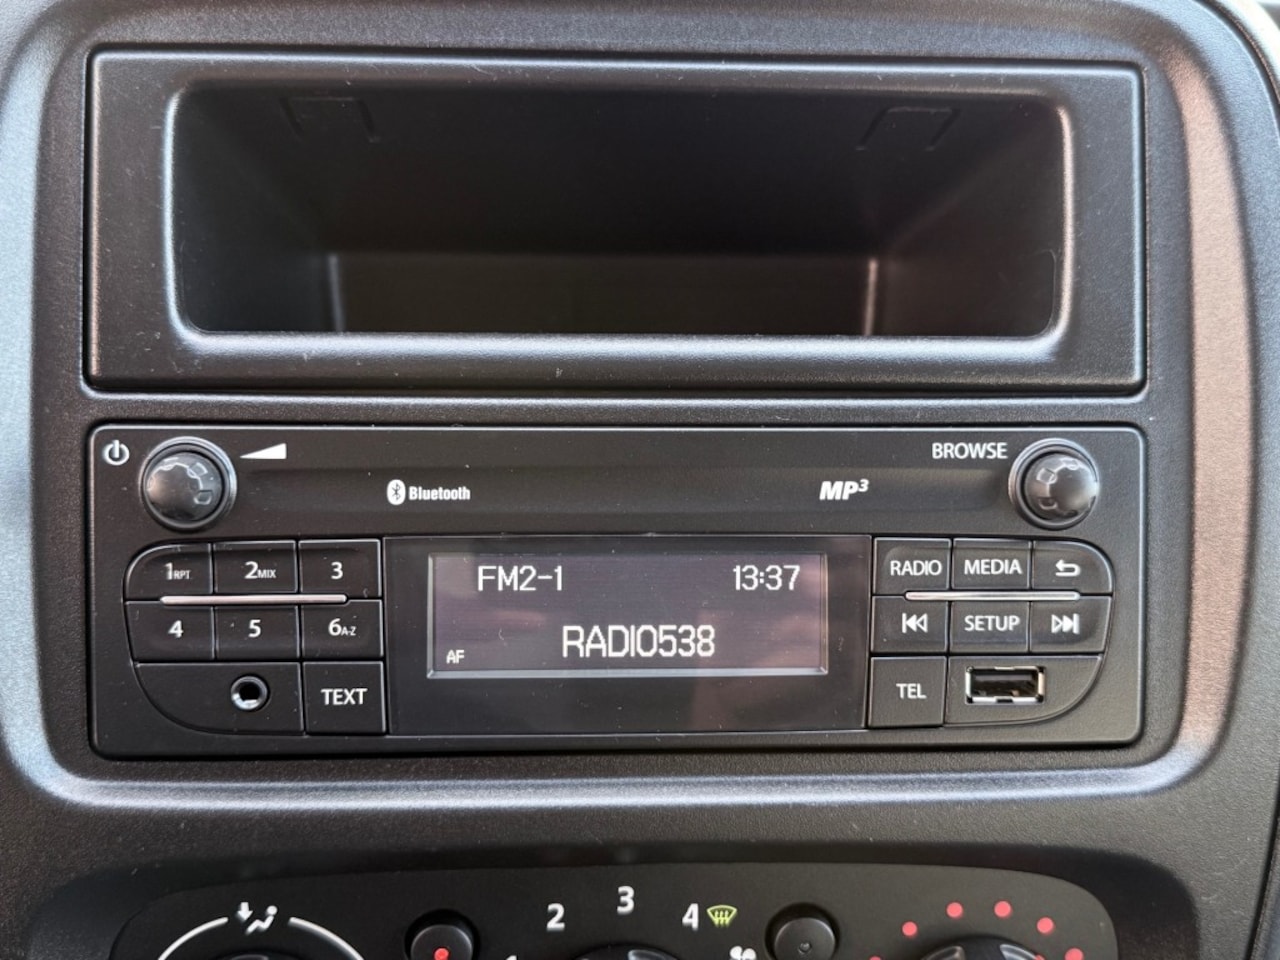 BROWSE
Bluetooth
MP3
1RPT 2MIX 3
FM2-1 13:37
RADIO MEDIA
4 5 6A-Z
RADIO538
SETUP
AF
TEXT
TEL
2 3 4